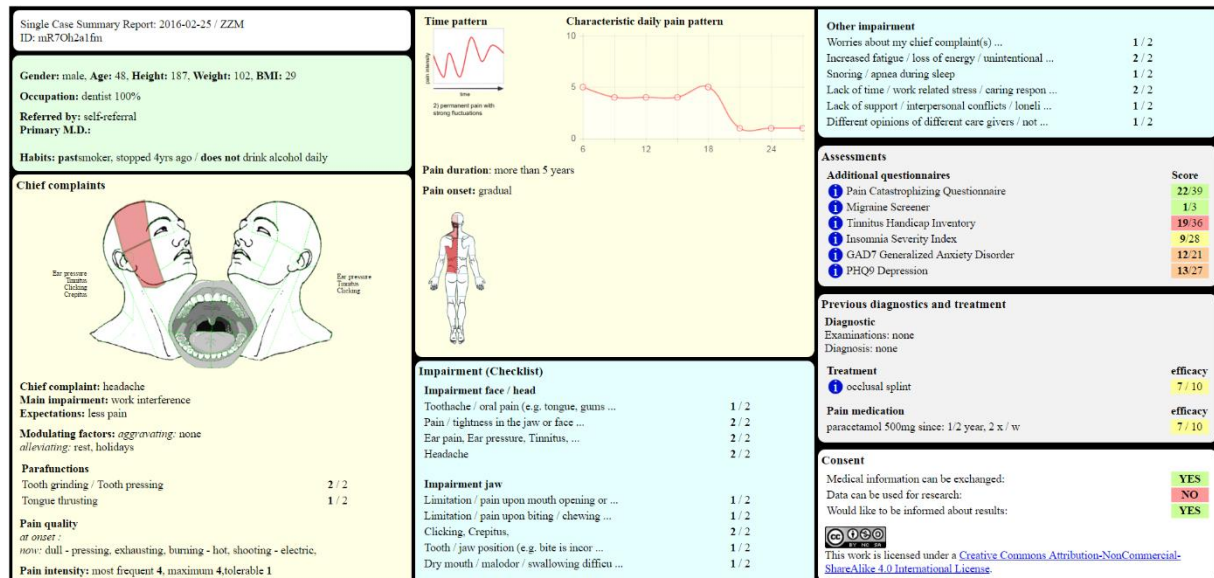 Single Case Summary Report: 2016-02-25 / ZZM
ID: mR7Oh2a1fm
Gender: male, Age: 48, Height: 187, Weight: 102, BMI: 29
Occupation: dentist 100%
Referred by: self-referral
Primary M.D.:
Habits: pastsmoker, stopped 4yrs ago / does not drink alcohol daily
Chief complaints
Ear pressure
Tinnitus
Clicking
Crepitus
Ear pressure
Tinnitus
Clicking
Chief complaint: headache
Main impairment: work interference
Expectations: less pain
Modulating factors: aggravating: none
alleviating: rest, holidays
Parafunctions
Tooth grinding / Tooth pressing 2 / 2
Tongue thrusting 1 / 2
Pain quality
at onset :
now: dull - pressing, exhausting, burning - hot, shooting - electric,
Pain intensity: most frequent 4, maximum 4,tolerable 1
Time pattern
pain intensity
time
2) permanent pain with
strong fluctuations
Characteristic daily pain pattern
10
5
0
6 12 18 24
Pain duration: more than 5 years
Pain onset: gradual
Impairment (Checklist)
Impairment face / head
Toothache / oral pain (e.g. tongue, gums ... 1 / 2
Pain / tightness in the jaw or face ... 2 / 2
Ear pain, Ear pressure, Tinnitus, ... 2 / 2
Headache 2 / 2
Impairment jaw
Limitation / pain upon mouth opening or ... 1 / 2
Limitation / pain upon biting / chewing ... 1 / 2
Clicking, Crepitus, 2 / 2
Tooth / jaw position (e.g. bite is incor ... 1 / 2
Dry mouth / malodor / swallowing difficu ... 1 / 2
Other impairment
Worries about my chief complaint(s) ... 1 / 2
Increased fatigue / loss of energy / unintentional ... 2 / 2
Snoring / apnea during sleep 1 / 2
Lack of time / work related stress / caring respon ... 2 / 2
Lack of support / interpersonal conflicts / loneli ... 1 / 2
Different opinions of different care givers / not ... 1 / 2
Assessments
Additional questionnaires Score
i Pain Catastrophizing Questionnaire 22/39
i Migraine Screener 1/3
i Tinnitus Handicap Inventory 19/36
i Insomnia Severity Index 9/28
i GAD7 Generalized Anxiety Disorder 12/21
i PHQ9 Depression 13/27
Previous diagnostics and treatment
Diagnostic
Examinations: none
Diagnosis: none
Treatment efficacy
i occlusal splint 7 / 10
Pain medication efficacy
paracetamol 500mg since: 1/2 year, 2 x / w 7 / 10
Consent
Medical information can be exchanged: YES
Data can be used for research: NO
Would like to be informed about results: YES
cc
BY NC SA
This work is licensed under a Creative Commons Attribution-NonCommercial-
ShareAlike 4.0 International License.